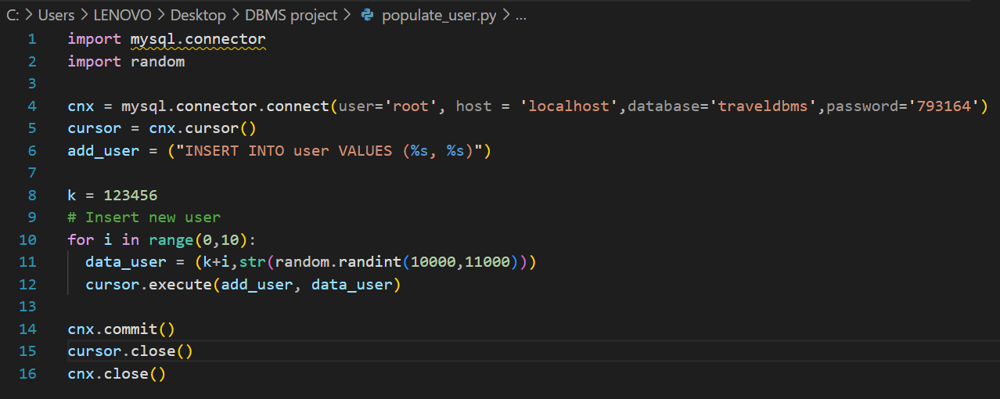 C: > Users > LENOVO > Desktop > DBMS project > populate_user.py > ...
1 import mysql.connector
2 import random
3
4 cnx = mysql.connector.connect(user='root', host = 'localhost',database='traveldbms',password='793164')
5 cursor = cnx.cursor()
6 add_user = ("INSERT INTO user VALUES (%s, %s)")
7
8 k = 123456
9 # Insert new user
10 for i in range(0,10):
11   data_user = (k+i,str(random.randint(10000,11000)))
12   cursor.execute(add_user, data_user)
13
14 cnx.commit()
15 cursor.close()
16 cnx.close()